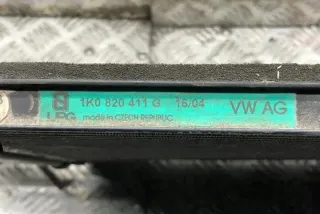 1K0 820 411 G 16/04 VW AG
made in CZECH REPUBLIC